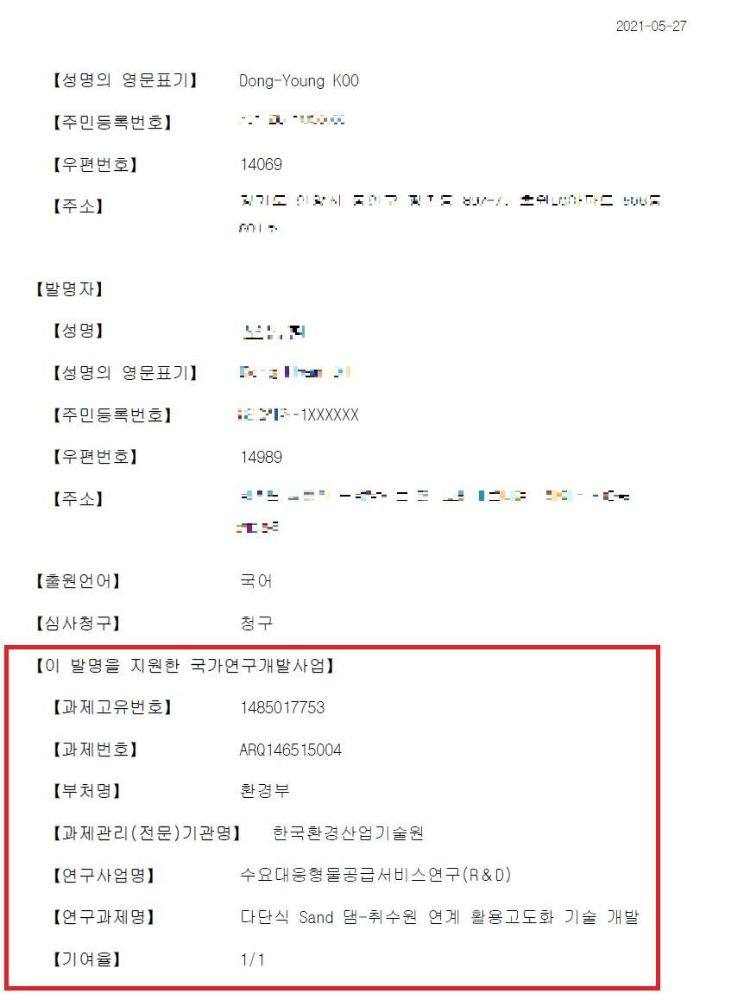 2021-05-27
【성명의 영문표기】 Dong-Young KOO
【주민등록번호】
【우편번호】 14069
【주소】
【발명자】
【성명】
【성명의 영문표기】
【주민등록번호】 -1XXXXXX
【우편번호】 14989
【주소】
【출원언어】 국어
【심사청구】 청구
【이 발명을 지원한 국가연구개발사업】
【과제고유번호】 1485017753
【과제번호】 ARQ146515004
【부처명】 환경부
【과제관리(전문)기관명】 한국환경산업기술원
【연구사업명】 수요대응형물공급서비스연구(R&D)
【연구과제명】 다단식 Sand 댐-취수원 연계 활용고도화 기술 개발
【기여율】 1/1